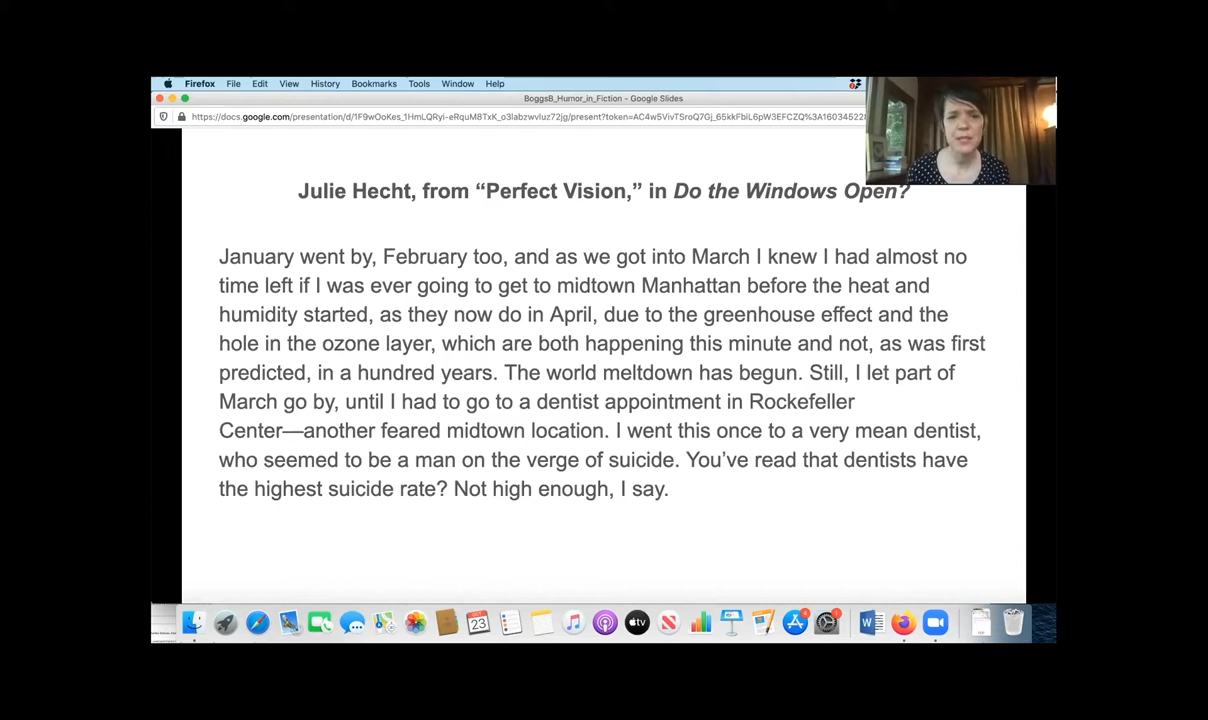 Firefox File Edit View History Bookmarks Tools Window Help
BoggsB_Humor_in_Fiction - Google Slides
Julie Hecht, from “Perfect Vision,” in Do the Windows Open?
January went by, February too, and as we got into March I knew I had almost no
time left if I was ever going to get to midtown Manhattan before the heat and
humidity started, as they now do in April, due to the greenhouse effect and the
hole in the ozone layer, which are both happening this minute and not, as was first
predicted, in a hundred years. The world meltdown has begun. Still, I let part of
March go by, until I had to go to a dentist appointment in Rockefeller
Center—another feared midtown location. I went this once to a very mean dentist,
who seemed to be a man on the verge of suicide. You’ve read that dentists have
the highest suicide rate? Not high enough, I say.
OCT
23
tv